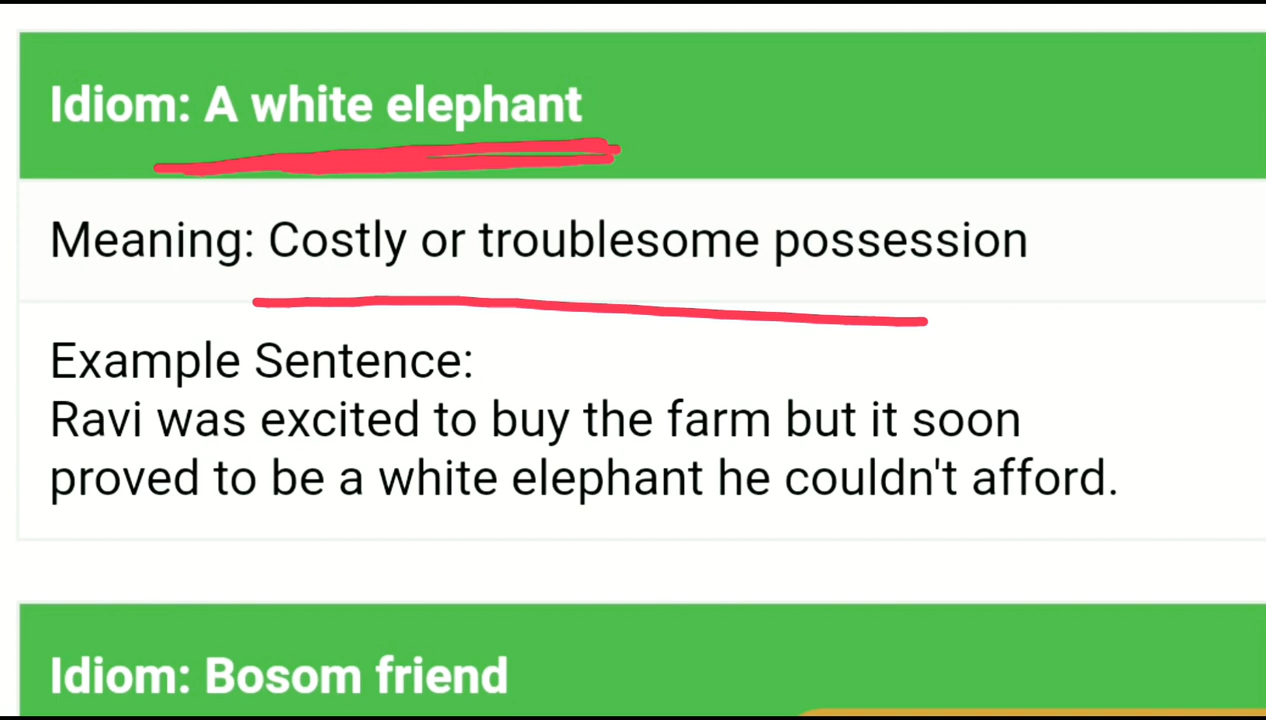 Idiom: A white elephant
Meaning: Costly or troublesome possession
Example Sentence:
Ravi was excited to buy the farm but it soon
proved to be a white elephant he couldn't afford.
Idiom: Bosom friend